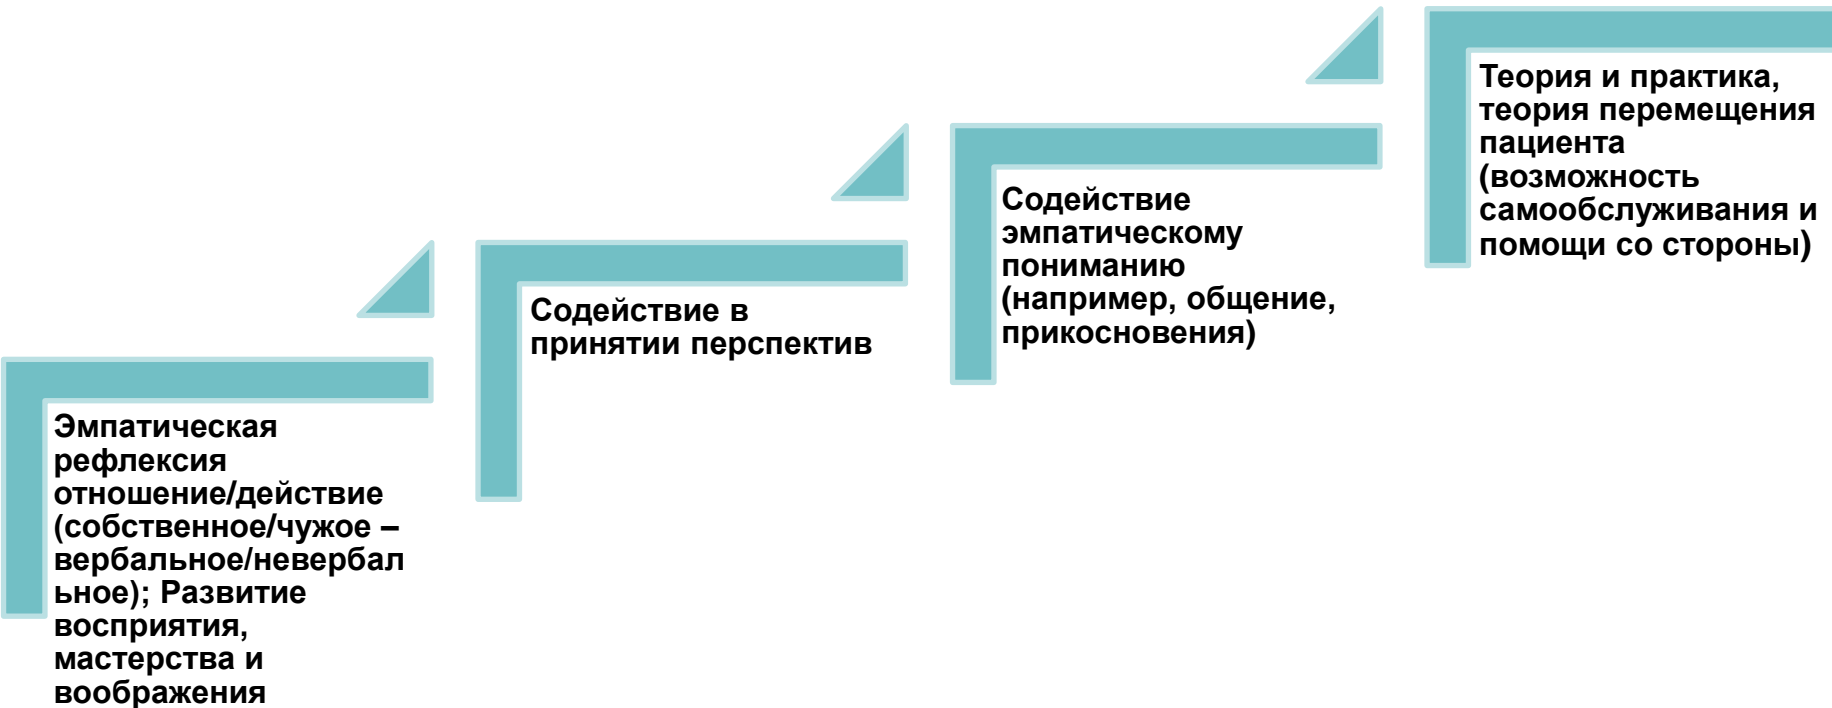 Эмпатическая
рефлексия
отношение/действие
(собственное/чужое –
вербальное/невербал
ьное); Развитие
восприятия,
мастерства и
воображения
Содействие в
принятии перспектив
Содействие
эмпатическому
пониманию
(например, общение,
прикосновения)
Теория и практика,
теория перемещения
пациента
(возможность
самообслуживания и
помощи со стороны)